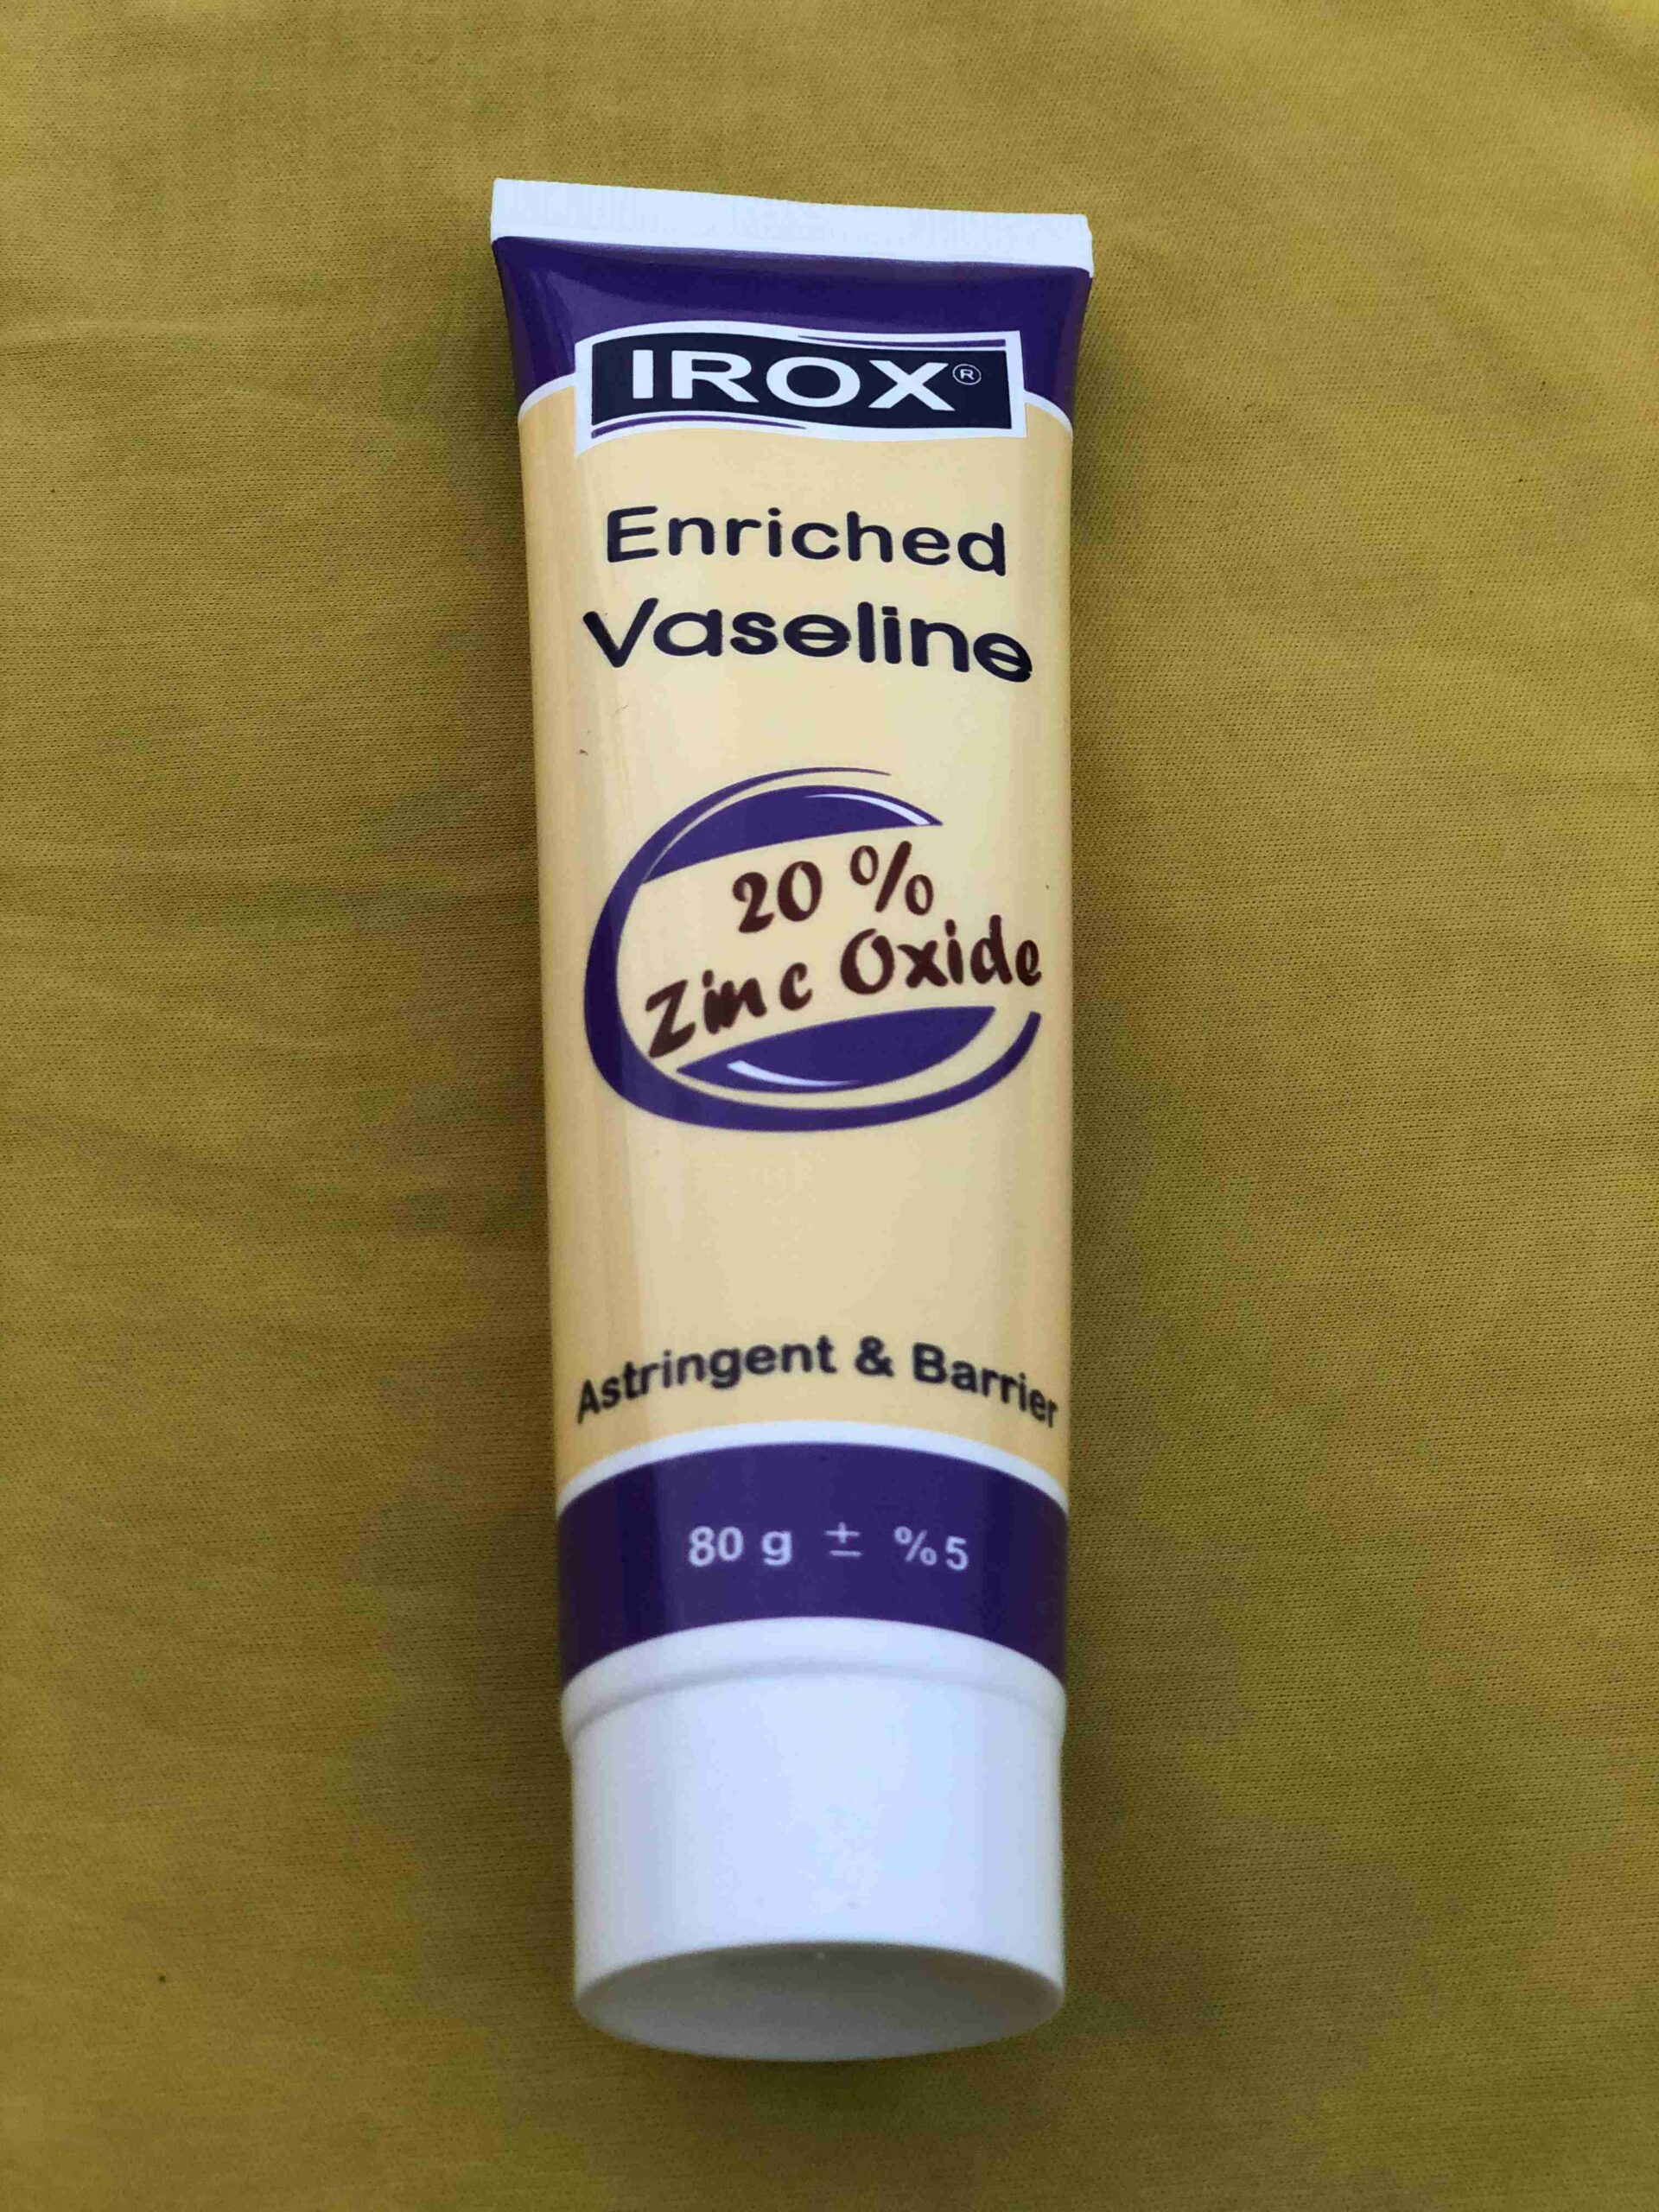 IROX®
Enriched
Vaseline
20 %
Zinc Oxide
Astringent & Barrier
80 g ± %5